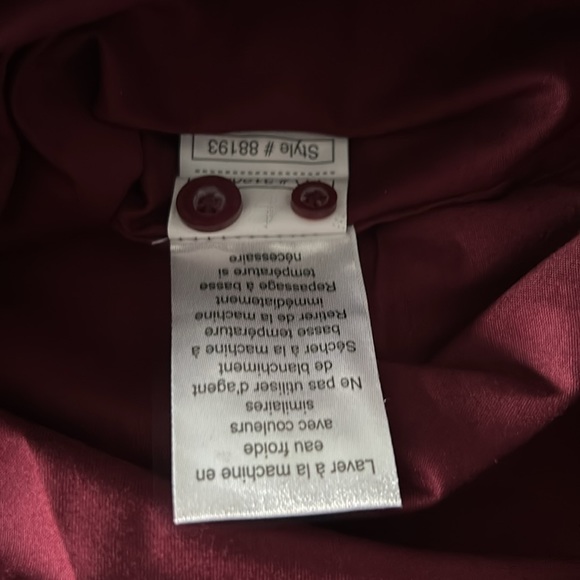 Laver à la machine en
eau froide
avec couleurs
similaires
Ne pas utiliser d'agent
de blanchiment
Sécher à la machine à
basse température
Retirer de la machine
immédiatement
Repassage à basse
température si
nécessaire
Style # 88193